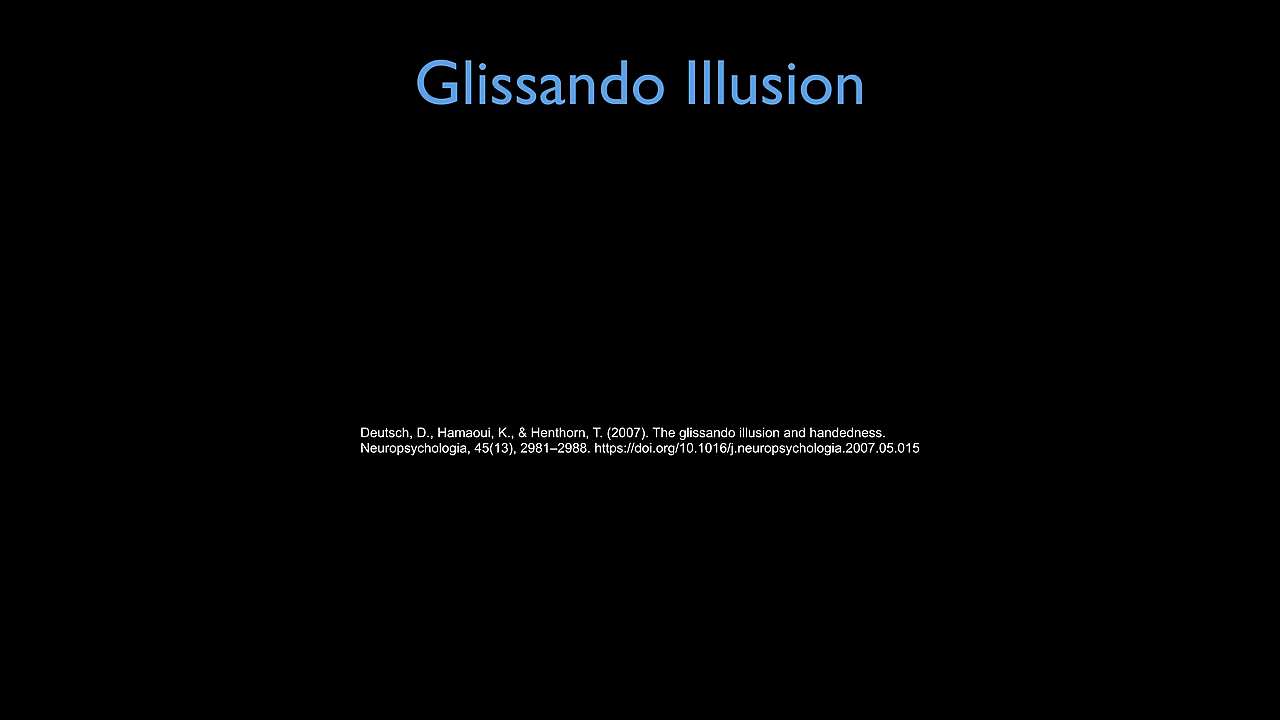 Glissando Illusion
Deutsch, D., Hamaoui, K., & Henthorn, T. (2007). The glissando illusion and handedness.
Neuropsychologia, 45(13), 2981–2988. https://doi.org/10.1016/j.neuropsychologia.2007.05.015